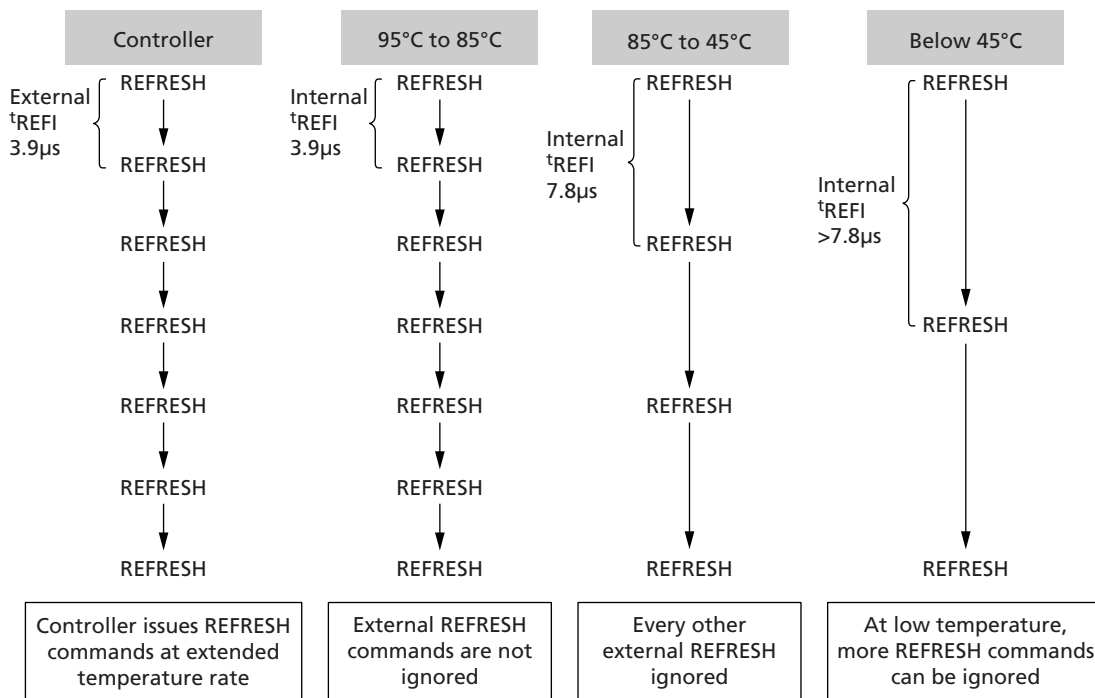 Controller
95°C to 85°C
85°C to 45°C
Below 45°C
External
tREFI
3.9µs
REFRESH
REFRESH
REFRESH
REFRESH
REFRESH
REFRESH
REFRESH
Controller issues REFRESH
commands at extended
temperature rate
Internal
tREFI
3.9µs
REFRESH
REFRESH
REFRESH
REFRESH
REFRESH
REFRESH
REFRESH
External REFRESH
commands are not
ignored
Internal
tREFI
7.8µs
REFRESH
REFRESH
REFRESH
REFRESH
Every other
external REFRESH
ignored
Internal
tREFI
>7.8µs
REFRESH
REFRESH
REFRESH
At low temperature,
more REFRESH commands
can be ignored